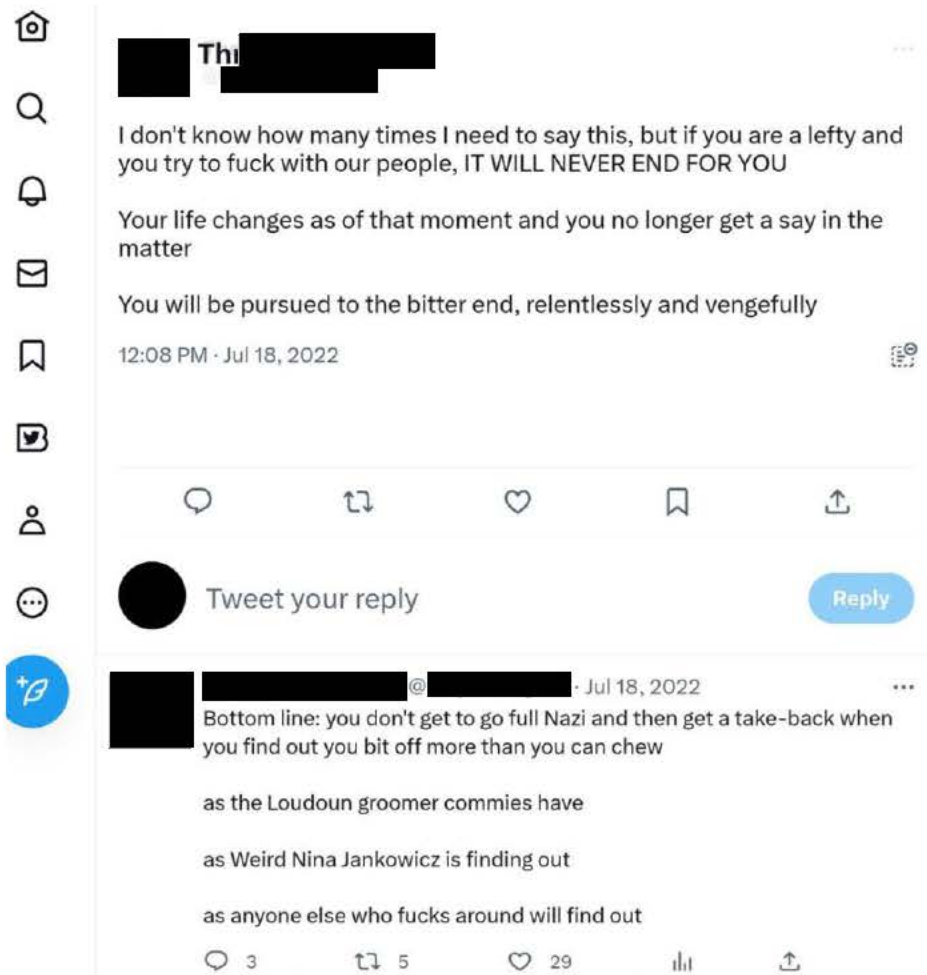 Thi
I don't know how many times I need to say this, but if you are a lefty and
you try to fuck with our people, IT WILL NEVER END FOR YOU
Your life changes as of that moment and you no longer get a say in the
matter
You will be pursued to the bitter end, relentlessly and vengefully
12:08 PM · Jul 18, 2022
Tweet your reply
Reply
@ · Jul 18, 2022
Bottom line: you don't get to go full Nazi and then get a take-back when
you find out you bit off more than you can chew
as the Loudoun groomer commies have
as Weird Nina Jankowicz is finding out
as anyone else who fucks around will find out
3 5 29